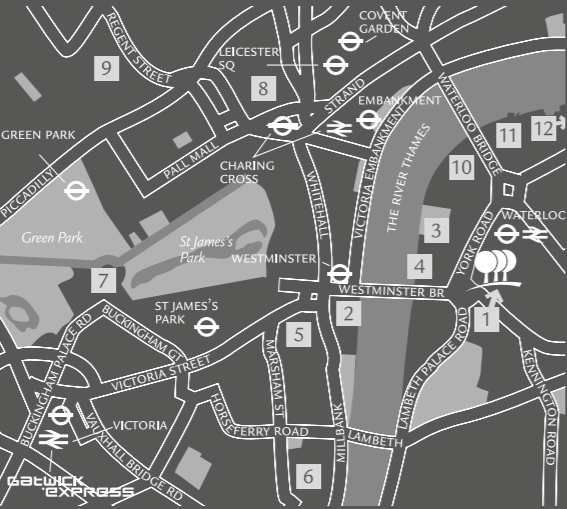 COVENT
GARDEN
REGENT STREET
LEICESTER
SQ
9
8
STRAND
EMBANKMENT
WATERLOO BRIDGE
11
12
GREEN PARK
PALL MALL
CHARING
CROSS
VICTORIA EMBANKMENT
THE RIVER THAMES
10
PICCADILLY
WHITEHALL
3
WATERLOO
YORK ROAD
Green Park
St James's
Park
WESTMINSTER
4
7
WESTMINSTER BR
ST JAMES'S
PARK
2
1
5
BUCKINGHAM GT
BUCKINGHAM PALACE RD
VICTORIA STREET
MARSHAM ST
LAMBETH PALACE ROAD
KENNINGTON ROAD
HORSEFERRY ROAD
MILLBANK
LAMBETH
VICTORIA
VAUXHALL BRIDGE RD
6
GATWICK
EXPRESS